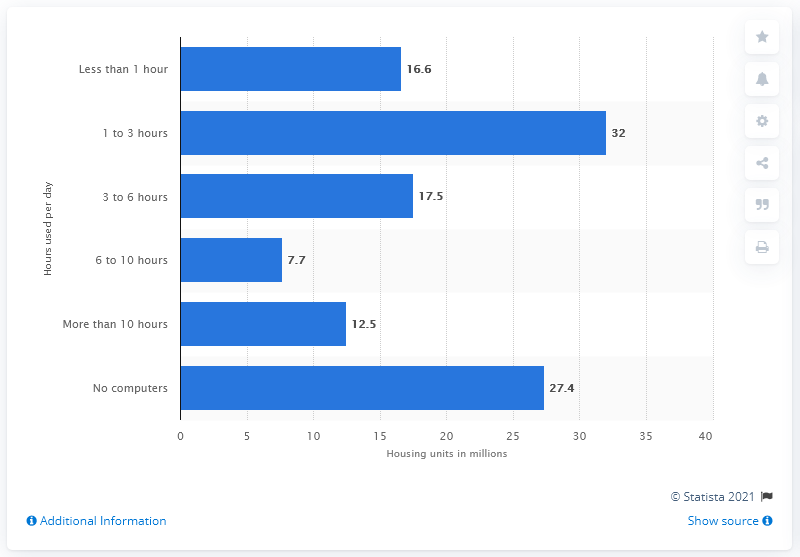 Less than 1 hour 16.6
1 to 3 hours 32
3 to 6 hours 17.5
6 to 10 hours 7.7
More than 10 hours 12.5
No computers 27.4
Hours used per day
0 5 10 15 20 25 30 35 40
Housing units in millions
© Statista 2021
Additional Information
Show source